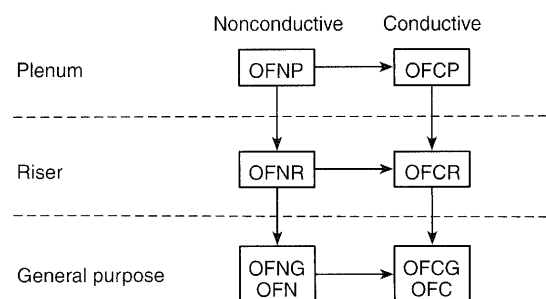 Nonconductive Conductive
Plenum OFNP OFCP
Riser OFNR OFCR
General purpose OFNG OFCG
OFN OFC